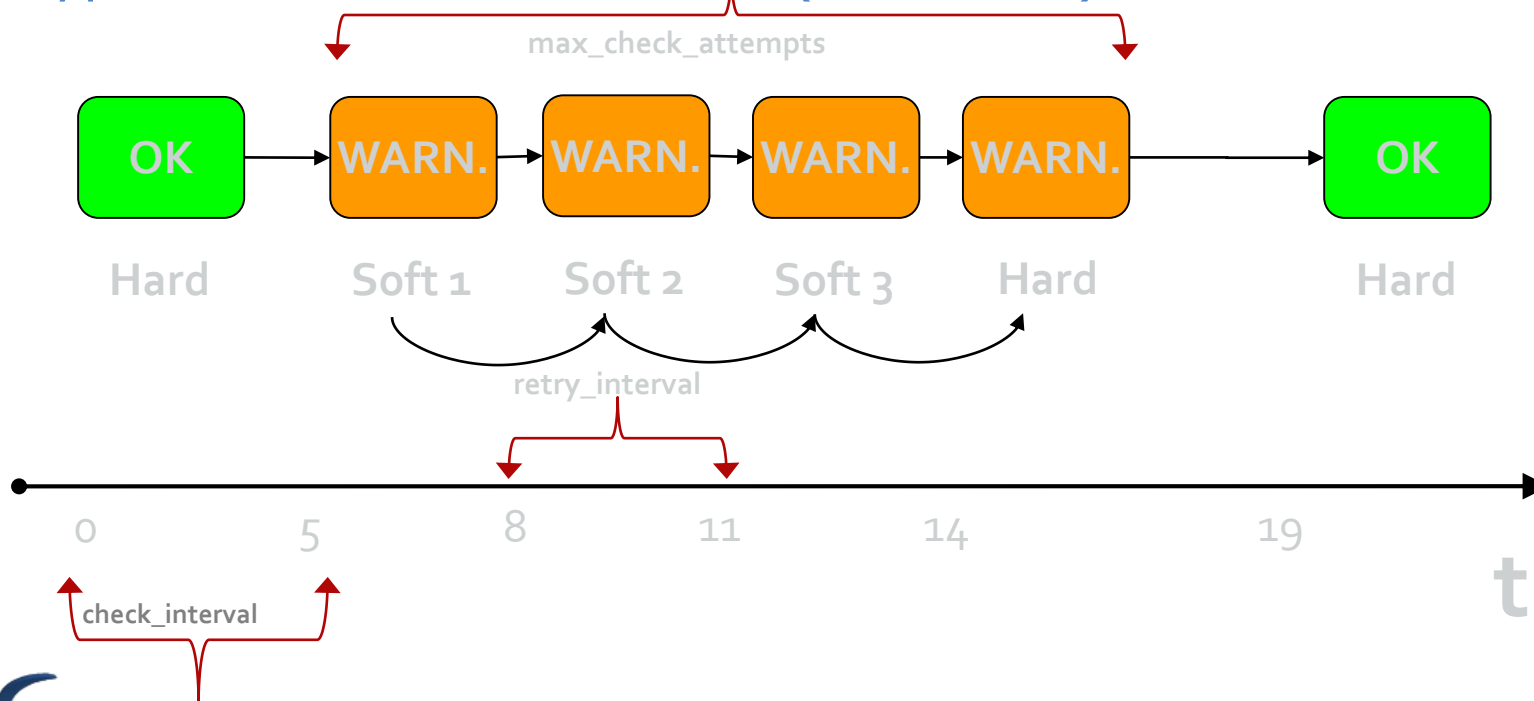 max_check_attempts
OK WARN. WARN. WARN. WARN. OK
Hard Soft 1 Soft 2 Soft 3 Hard Hard
retry_interval
0 5 8 11 14 19
t
check_interval